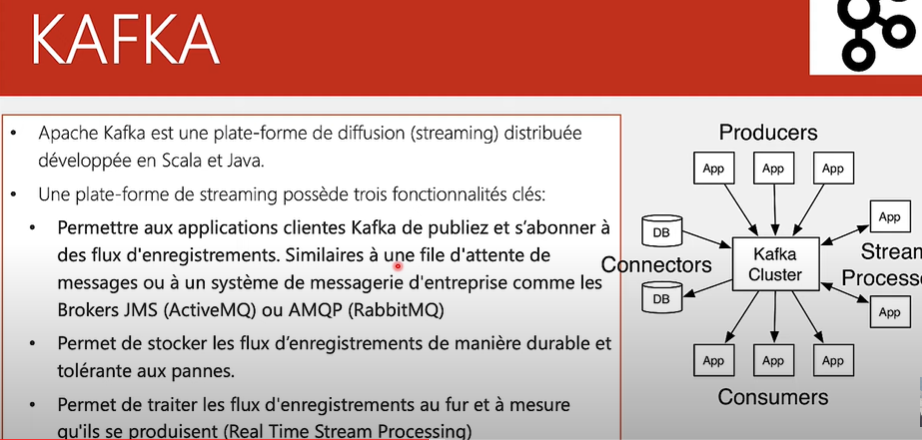 KAFKA
• Apache Kafka est une plate-forme de diffusion (streaming) distribuée
développée en Scala et Java.
• Une plate-forme de streaming possède trois fonctionnalités clés:
• Permettre aux applications clientes Kafka de publiez et s'abonner à
des flux d'enregistrements. Similaires à une file d'attente de
messages ou à un système de messagerie d'entreprise comme les
Brokers JMS (ActiveMQ) ou AMQP (RabbitMQ)
• Permet de stocker les flux d'enregistrements de manière durable et
tolérante aux pannes.
• Permet de traiter les flux d'enregistrements au fur et à mesure
qu'ils se produisent (Real Time Stream Processing)
Producers
App App App
DB
App
Connectors
Kafka
Cluster
Stream
DB
App
App App App
Consumers